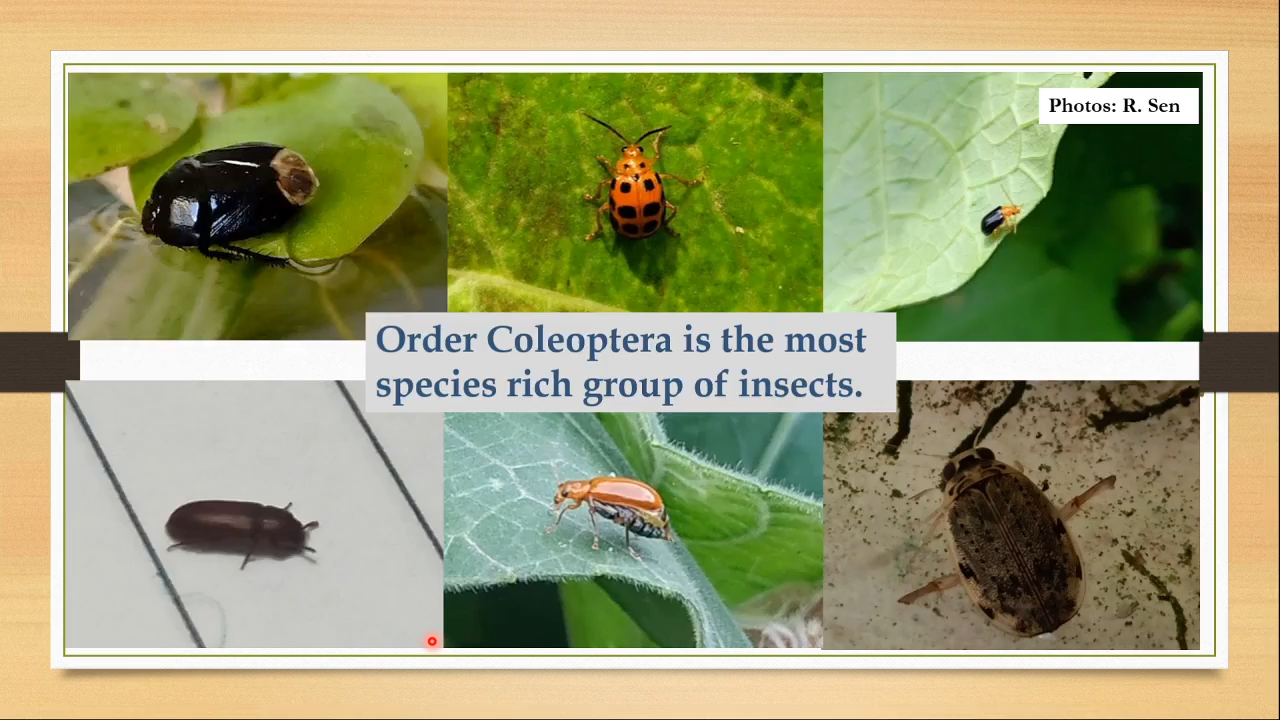 Photos: R. Sen
Order Coleoptera is the most
species rich group of insects.